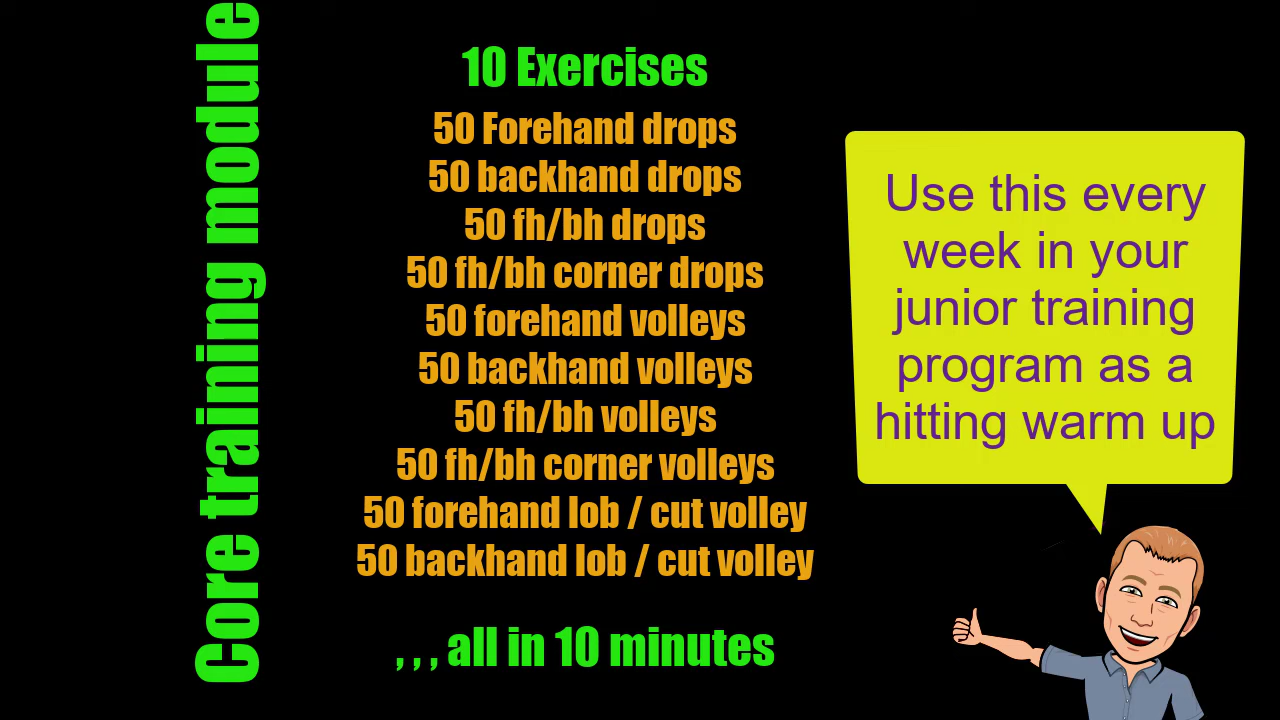 Core training module
10 Exercises
50 Forehand drops
50 backhand drops
50 fh/bh drops
50 fh/bh corner drops
50 forehand volleys
50 backhand volleys
50 fh/bh volleys
50 fh/bh corner volleys
50 forehand lob / cut volley
50 backhand lob / cut volley
, , , all in 10 minutes
Use this every
week in your
junior training
program as a
hitting warm up